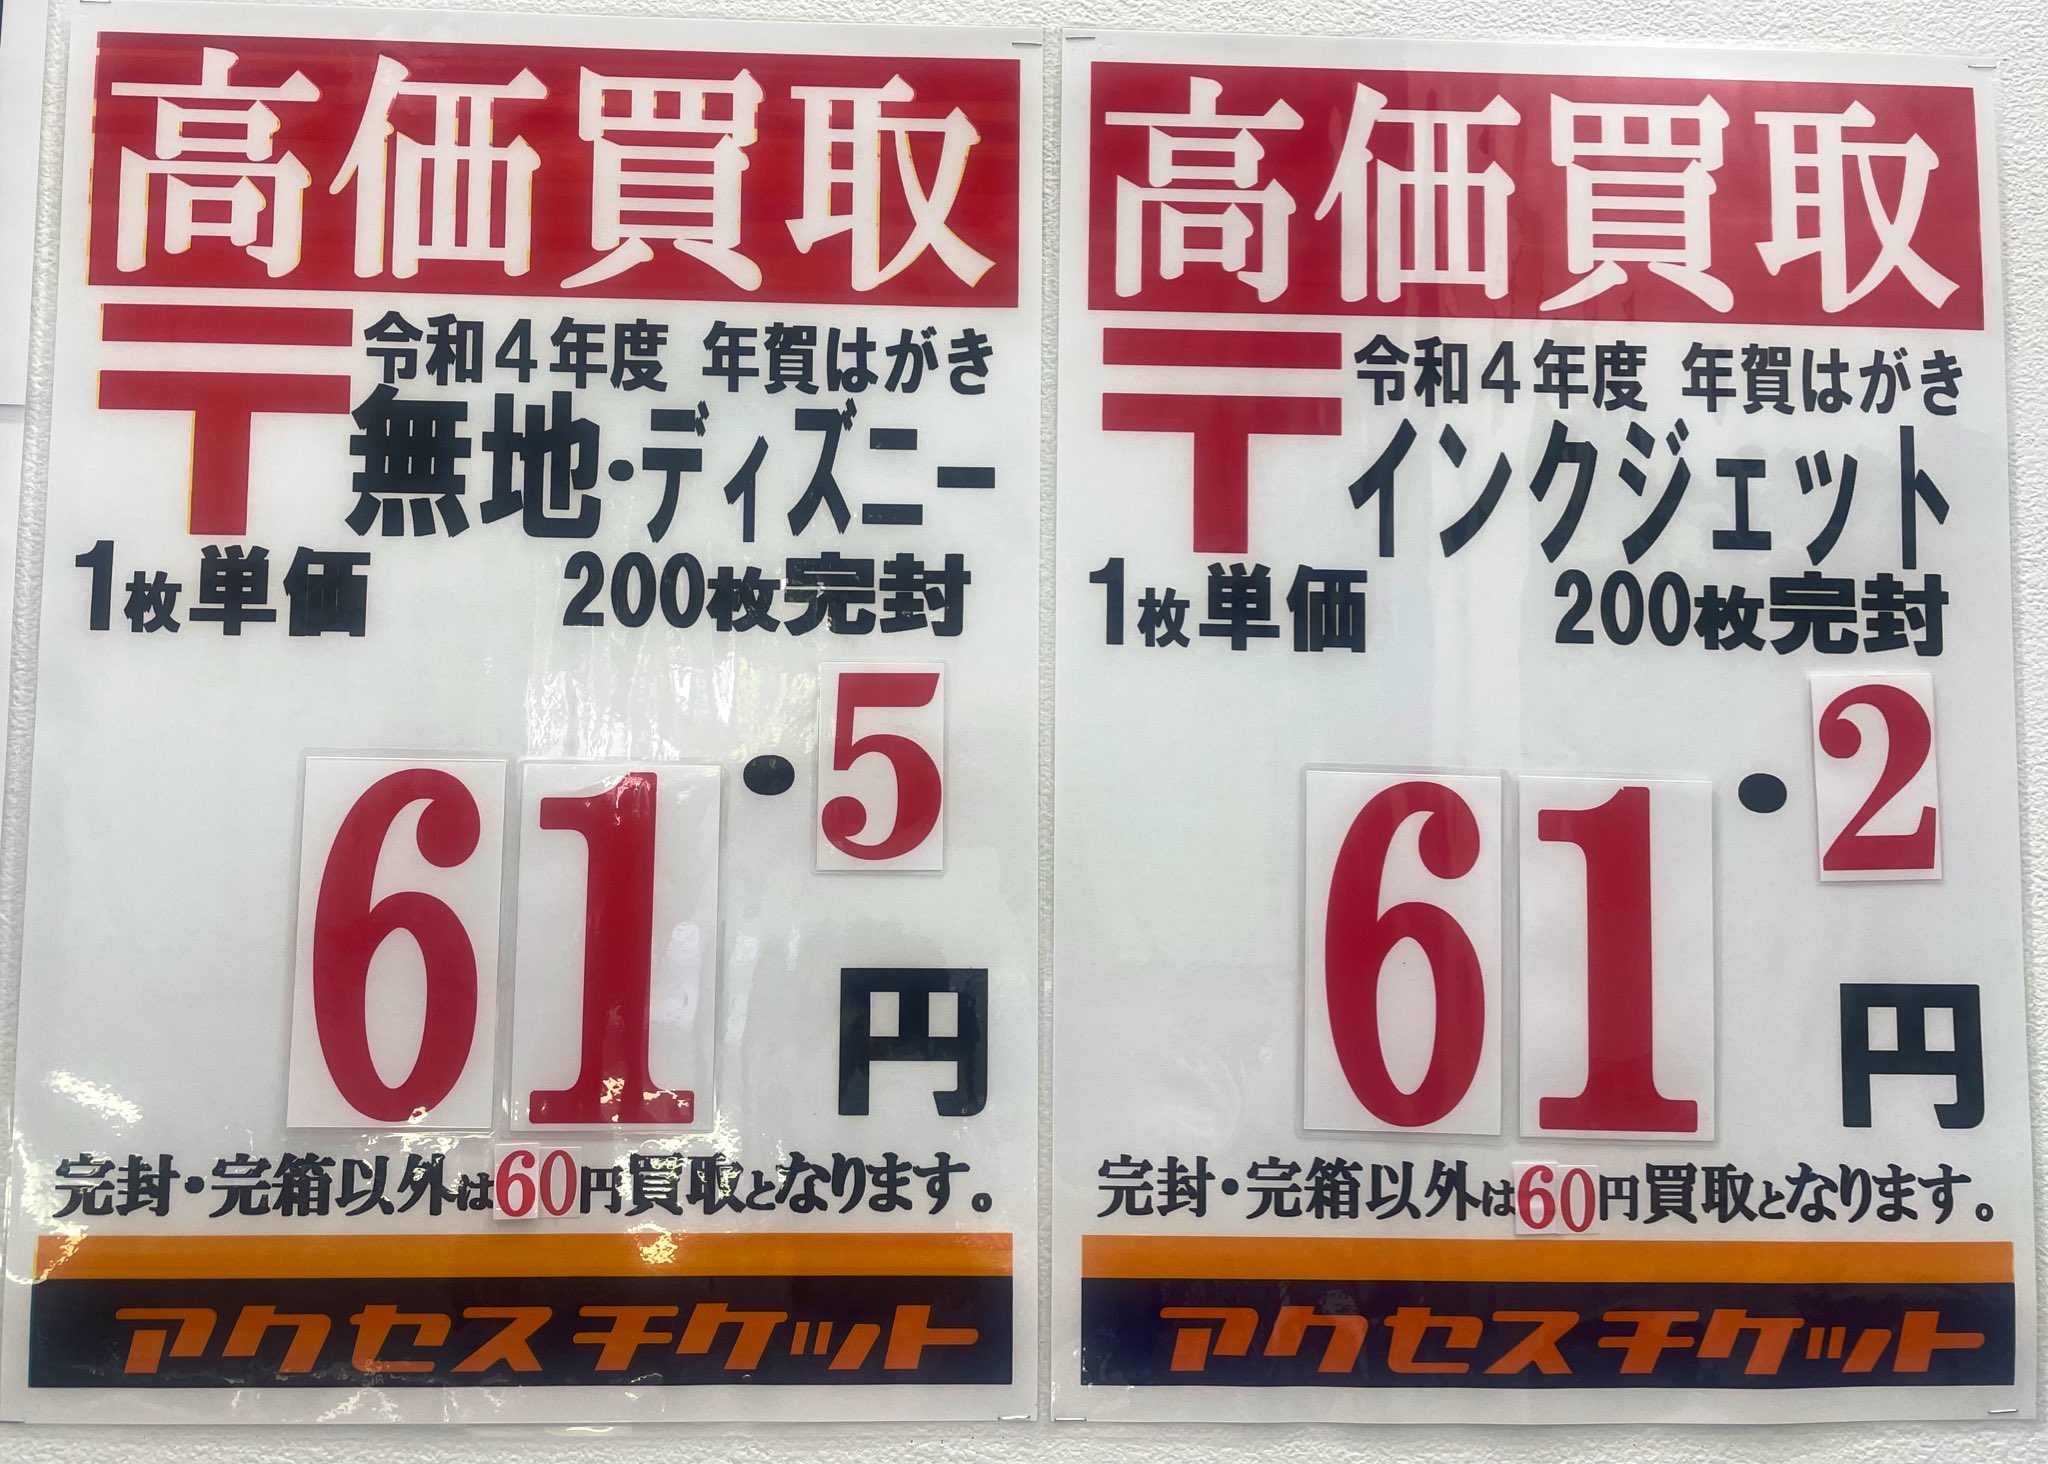 高価買取
〒
令和4年度 年賀はがき
無地・ディズニー
1枚単価 200枚完封
61・5
円
完封・完箱以外は60円買取となります。
アクセスチケット
高価買取
〒
令和4年度 年賀はがき
インクジェット
1枚単価 200枚完封
61・2
円
完封・完箱以外は60円買取となります。
アクセスチケット